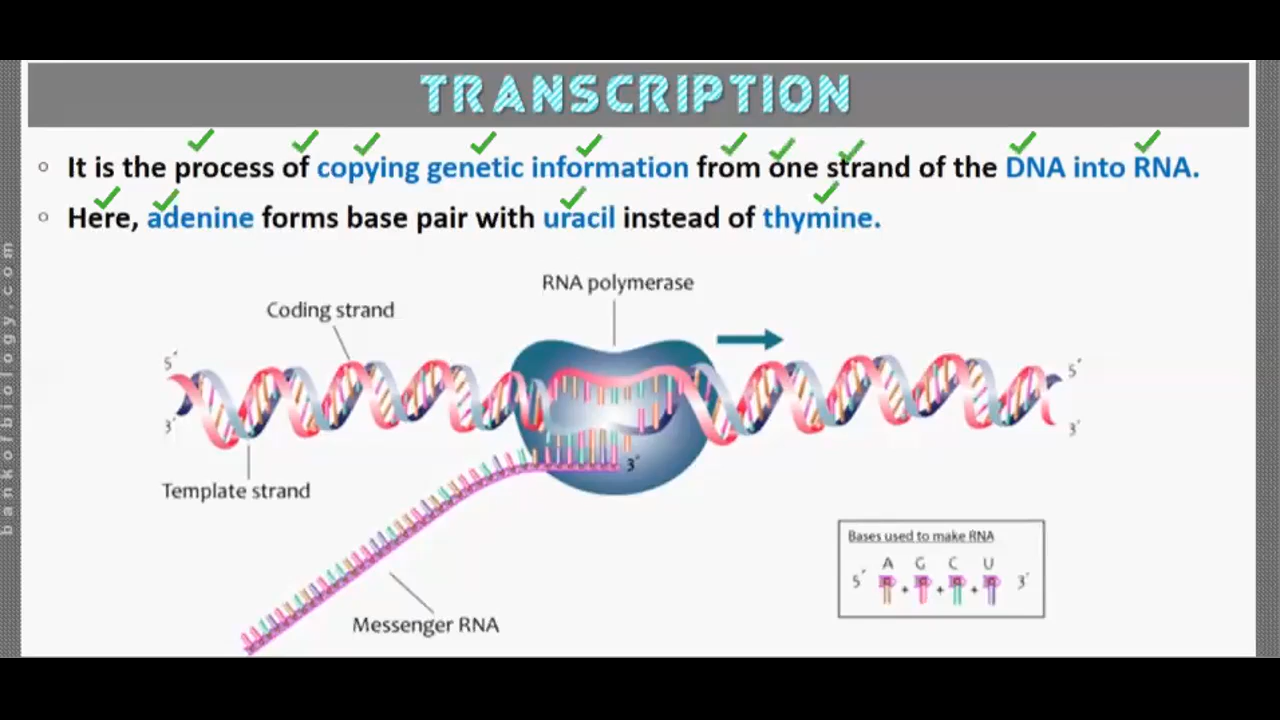 TRANSCRIPTION
It is the process of copying genetic information from one strand of the DNA into RNA.
Here, adenine forms base pair with uracil instead of thymine.
RNA polymerase
Coding strand
5´
5´
3´
3´
3´
Template strand
Messenger RNA
Bases used to make RNA
A G C U
5´ + + + 3´
bankofbiology.com